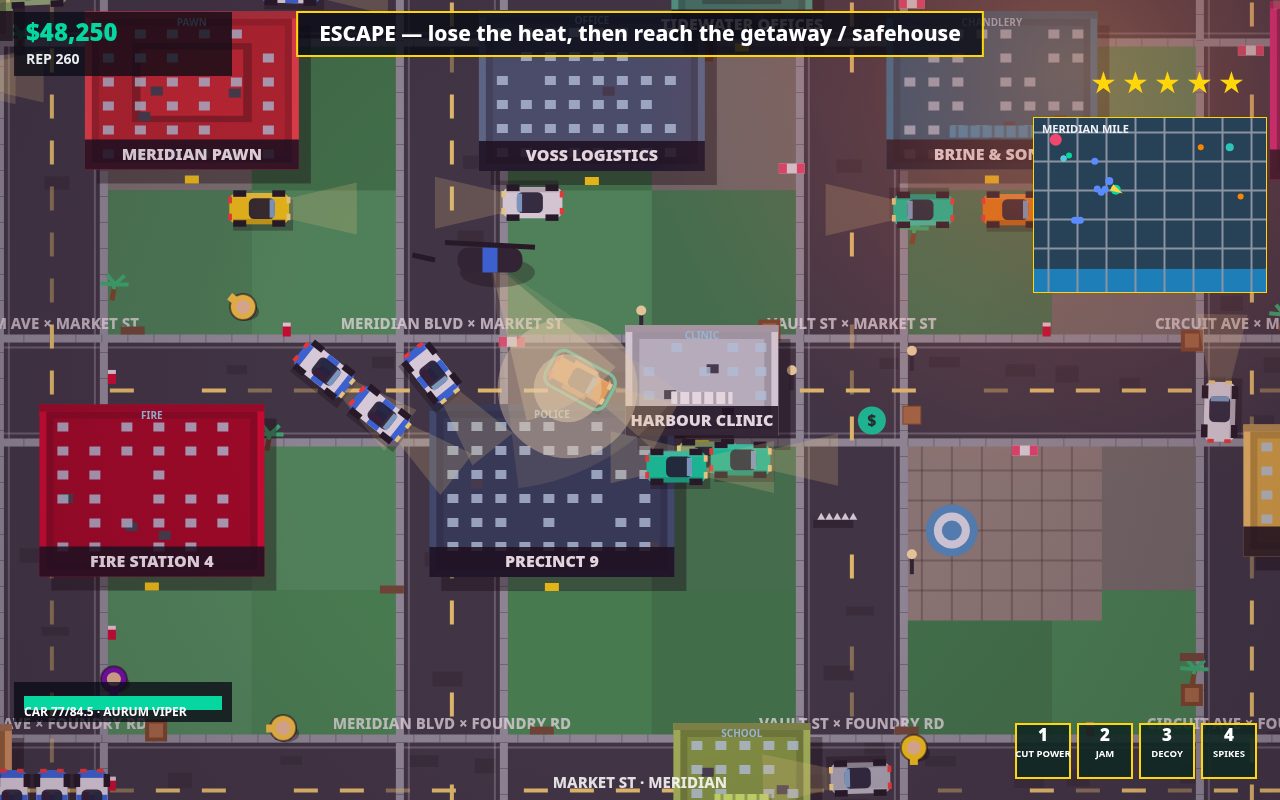 $48,250
REP 260
ESCAPE — lose the heat, then reach the getaway / safehouse
PAWN
OFFICE
TIDEWATER OFFICES
CHANDLERY
MERIDIAN MILE
MERIDIAN PAWN
VOSS LOGISTICS
BRINE & SON
AVE × MARKET ST
MERIDIAN BLVD × MARKET ST
VAULT ST × MARKET ST
CIRCUIT AVE × M
CLINIC
HARBOUR CLINIC
FIRE
POLICE
$
FIRE STATION 4
PRECINCT 9
CAR 77/84.5 · AURUM VIPER
AVE × FOUNDRY RD
MERIDIAN BLVD × FOUNDRY RD
VAULT ST × FOUNDRY RD
CIRCUIT AVE × FOU
SCHOOL
1
CUT POWER
2
JAM
3
DECOY
4
SPIKES
MARKET ST · MERIDIAN